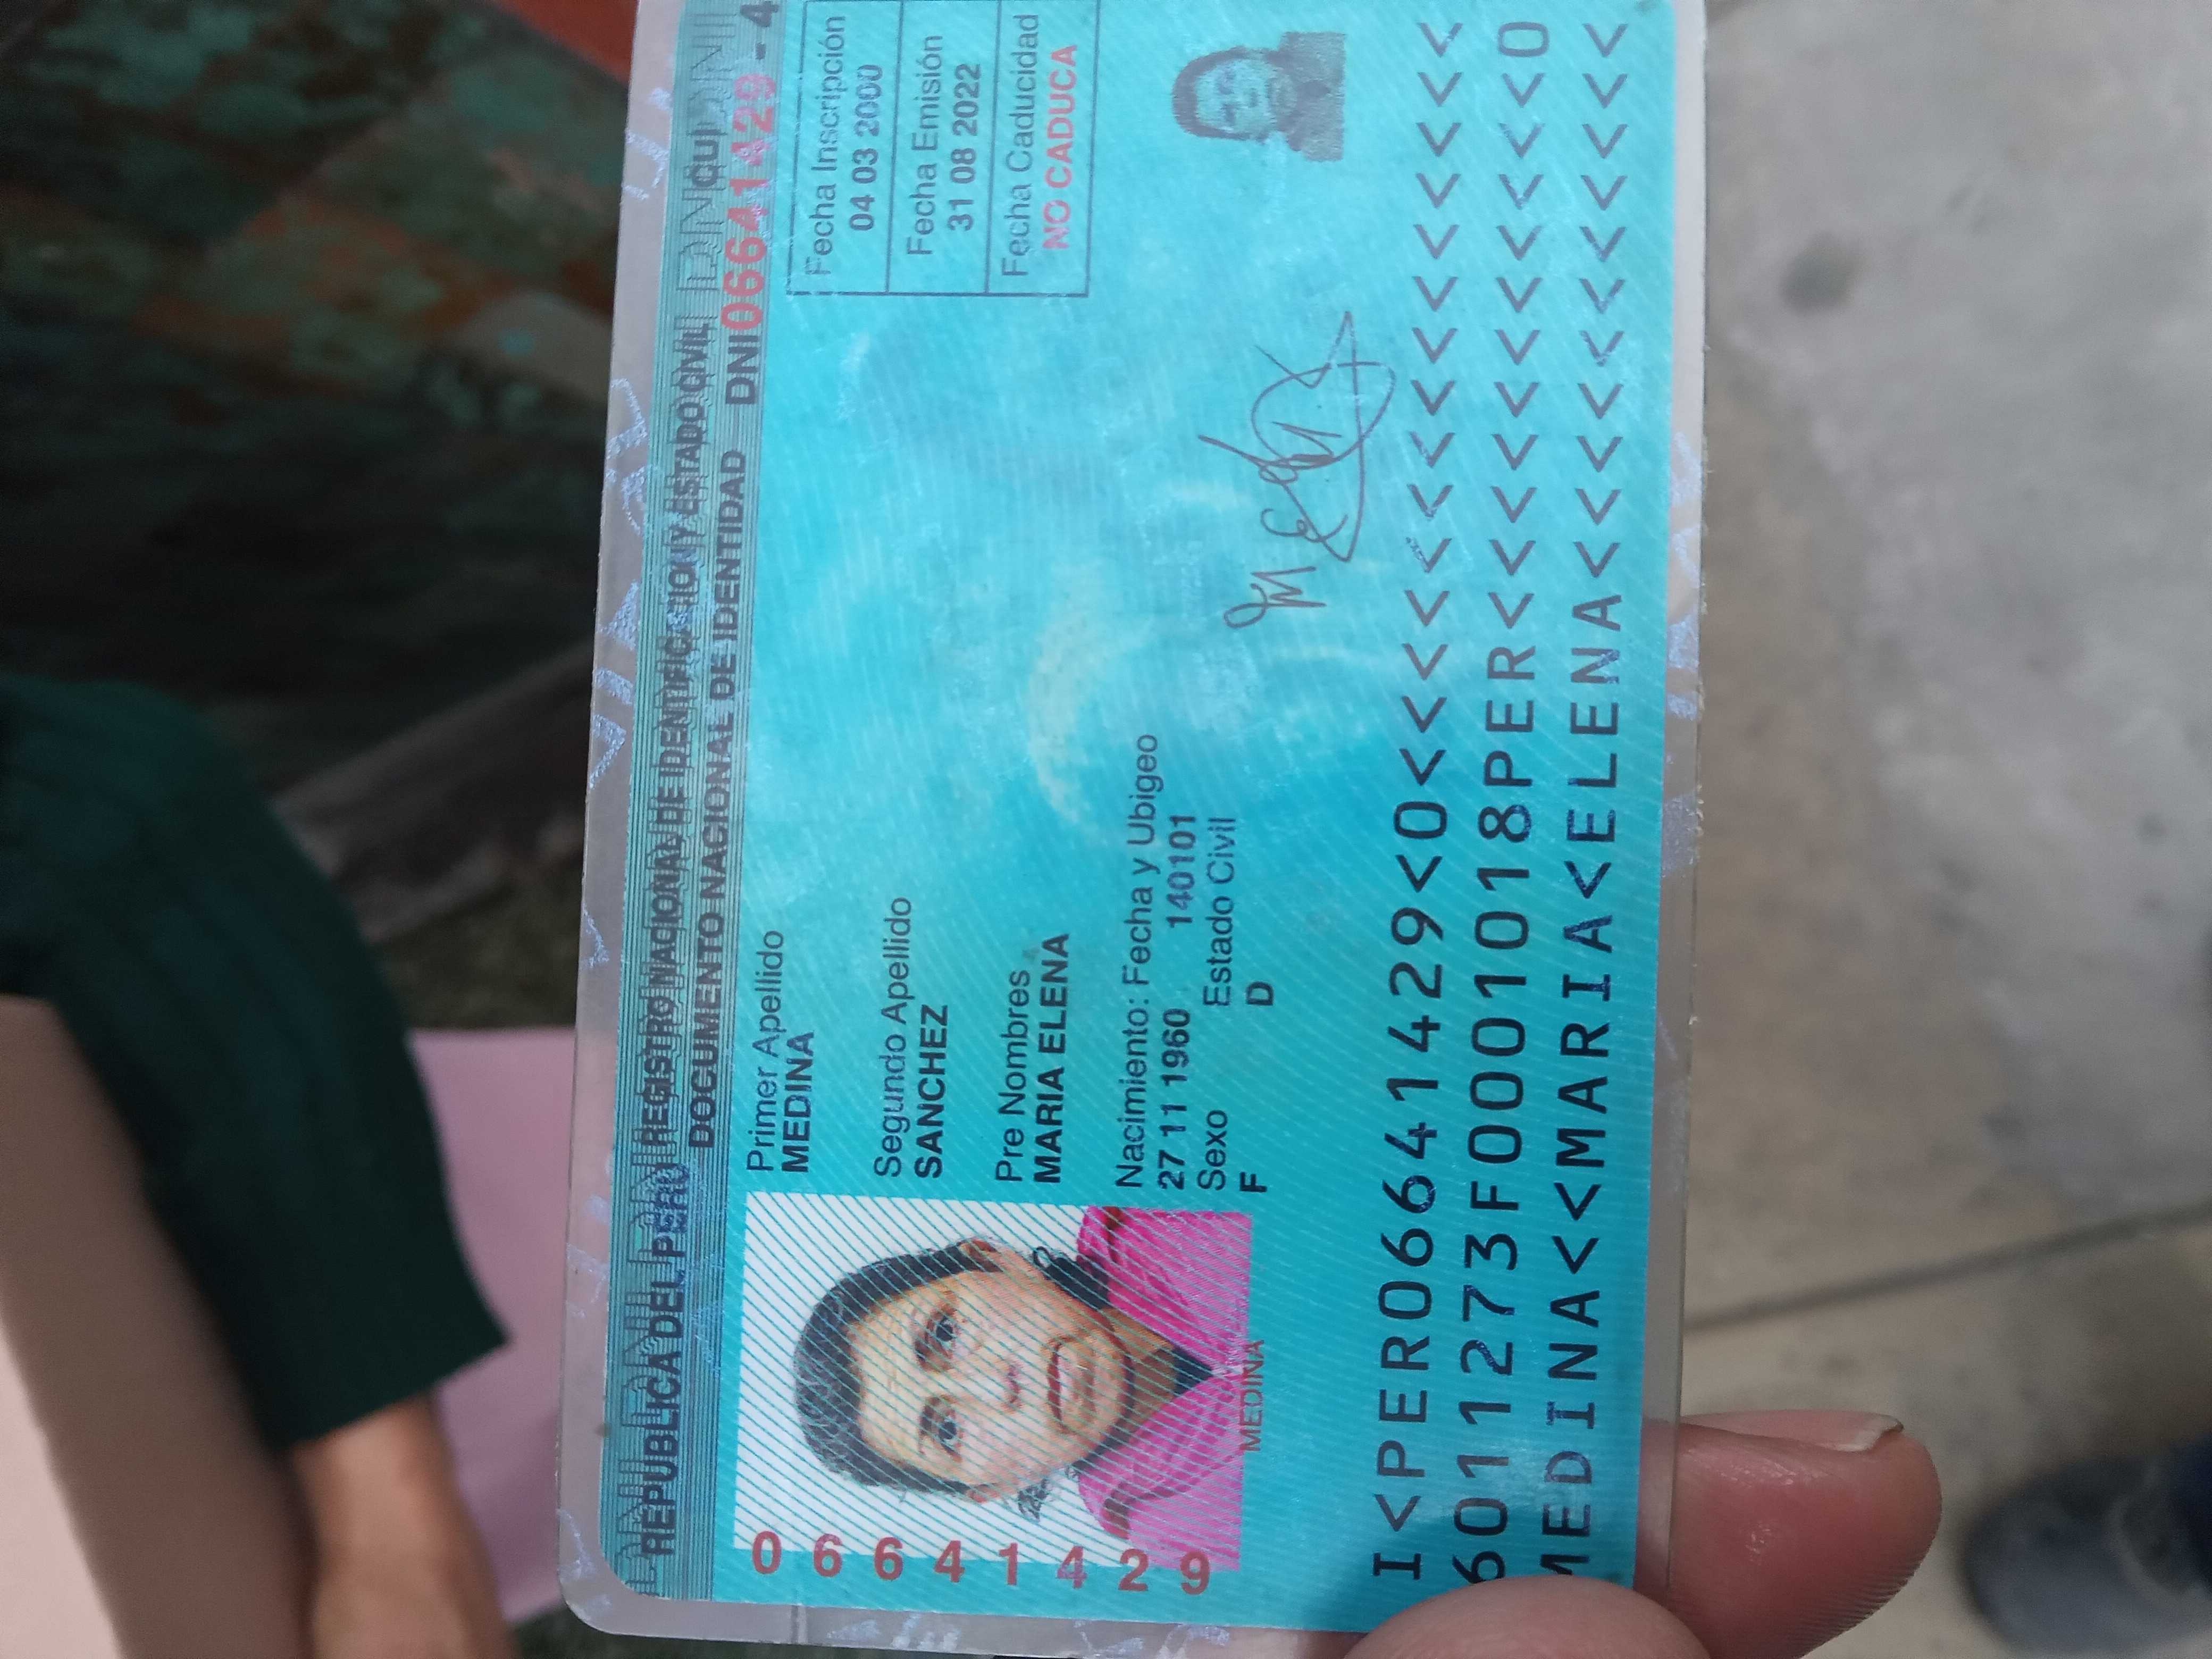 REPUBLICA DEL PERU REGISTRO NACIONAL DE IDENTIFICACION Y ESTADO CIVIL
DOCUMENTO NACIONAL DE IDENTIDAD DNI 06641429 - 4
Primer Apellido
MEDINA
Segundo Apellido
SANCHEZ
Pre Nombres
MARIA ELENA
Nacimiento: Fecha y Ubigeo
27 11 1960 140101
Sexo Estado Civil
F D
Fecha Inscripción
04 03 2000
Fecha Emisión
31 08 2022
Fecha Caducidad
NO CADUCA
06641429
MEDINA
I<PER06641429<0<<<<<<<<<<<<<<<
6011273F0001018PER<<<<<<<<<<<0
MEDINA<<MARIA<ELENA<<<<<<<<<<<